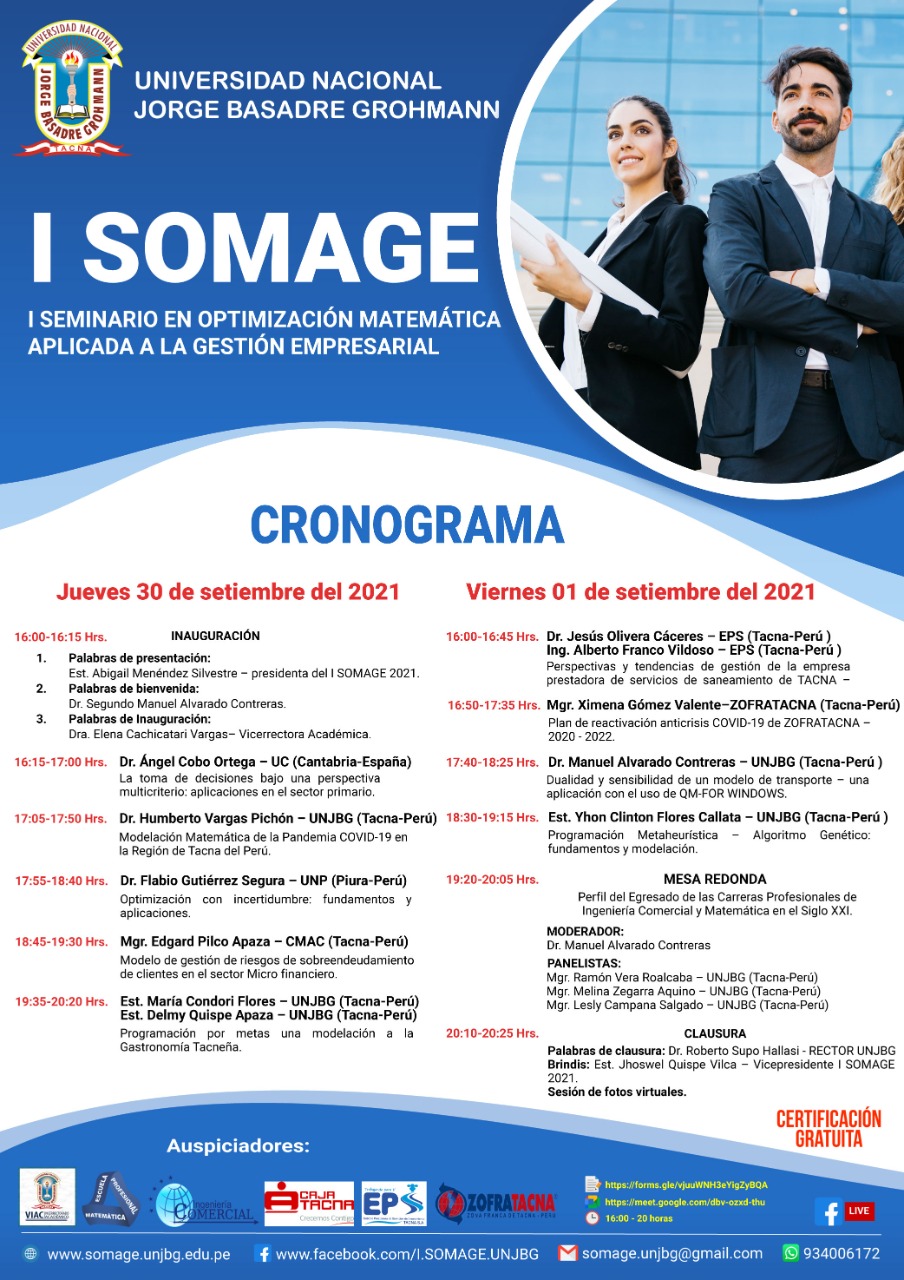 UNIVERSIDAD NACIONAL
JORGE BASADRE GROHMANN
TACNA
UNIVERSIDAD NACIONAL
JORGE BASADRE GROHMANN
I SOMAGE
I SEMINARIO EN OPTIMIZACIÓN MATEMÁTICA
APLICADA A LA GESTIÓN EMPRESARIAL
CRONOGRAMA
Jueves 30 de setiembre del 2021
16:00-16:15 Hrs. INAUGURACIÓN
1. Palabras de presentación:
Est. Abigail Menéndez Silvestre – presidenta del I SOMAGE 2021.
2. Palabras de bienvenida:
Dr. Segundo Manuel Alvarado Contreras.
3. Palabras de Inauguración:
Dra. Elena Cachicatari Vargas– Vicerrectora Académica.
16:15-17:00 Hrs. Dr. Ángel Cobo Ortega – UC (Cantabria-España)
La toma de decisiones bajo una perspectiva
multicriterio: aplicaciones en el sector primario.
17:05-17:50 Hrs. Dr. Humberto Vargas Pichón – UNJBG (Tacna-Perú)
Modelación Matemática de la Pandemia COVID-19 en
la Región de Tacna del Perú.
17:55-18:40 Hrs. Dr. Flabio Gutiérrez Segura – UNP (Piura-Perú)
Optimización con incertidumbre: fundamentos y
aplicaciones.
18:45-19:30 Hrs. Mgr. Edgard Pilco Apaza – CMAC (Tacna-Perú)
Modelo de gestión de riesgos de sobreendeudamiento
de clientes en el sector Micro financiero.
19:35-20:20 Hrs. Est. María Condori Flores – UNJBG (Tacna-Perú)
Est. Delmy Quispe Apaza – UNJBG (Tacna-Perú)
Programación por metas una modelación a la
Gastronomía Tacneña.
Viernes 01 de setiembre del 2021
16:00-16:45 Hrs. Dr. Jesús Olivera Cáceres – EPS (Tacna-Perú )
Ing. Alberto Franco Vildoso – EPS (Tacna-Perú )
Perspectivas y tendencias de gestión de la empresa
prestadora de servicios de saneamiento de TACNA –
16:50-17:35 Hrs. Mgr. Ximena Gómez Valente–ZOFRATACNA (Tacna-Perú)
Plan de reactivación anticrisis COVID-19 de ZOFRATACNA –
2020 - 2022.
17:40-18:25 Hrs. Dr. Manuel Alvarado Contreras – UNJBG (Tacna-Perú )
Dualidad y sensibilidad de un modelo de transporte – una
aplicación con el uso de QM-FOR WINDOWS.
18:30-19:15 Hrs. Est. Yhon Clinton Flores Callata – UNJBG (Tacna-Perú )
Programación Metaheurística – Algoritmo Genético:
fundamentos y modelación.
19:20-20:05 Hrs. MESA REDONDA
Perfil del Egresado de las Carreras Profesionales de
Ingeniería Comercial y Matemática en el Siglo XXI.
MODERADOR:
Dr. Manuel Alvarado Contreras
PANELISTAS:
Mgr. Ramón Vera Roalcaba – UNJBG (Tacna-Perú)
Mgr. Melina Zegarra Aquino – UNJBG (Tacna-Perú)
Mgr. Lesly Campana Salgado – UNJBG (Tacna-Perú)
20:10-20:25 Hrs. CLAUSURA
Palabras de clausura: Dr. Roberto Supo Hallasi - RECTOR UNJBG
Brindis: Est. Jhoswel Quispe Vilca – Vicepresidente I SOMAGE
2021.
Sesión de fotos virtuales.
CERTIFICACIÓN
GRATUITA
Auspiciadores:
VIAC
ESCUELA PROFESIONAL
MATEMÁTICA
Ingeniería
COMERCIAL
CAJA
TACNA
EPS
ZOFRATACNA
ZONA FRANCA DE TACNA - PERÚ
https://forms.gle/vjuuWNH3eYigZyBQA
https://meet.google.com/dbv-ozxd-thu
16:00 - 20 horas
LIVE
www.somage.unjbg.edu.pe
www.facebook.com/I.SOMAGE.UNJBG
somage.unjbg@gmail.com
934006172